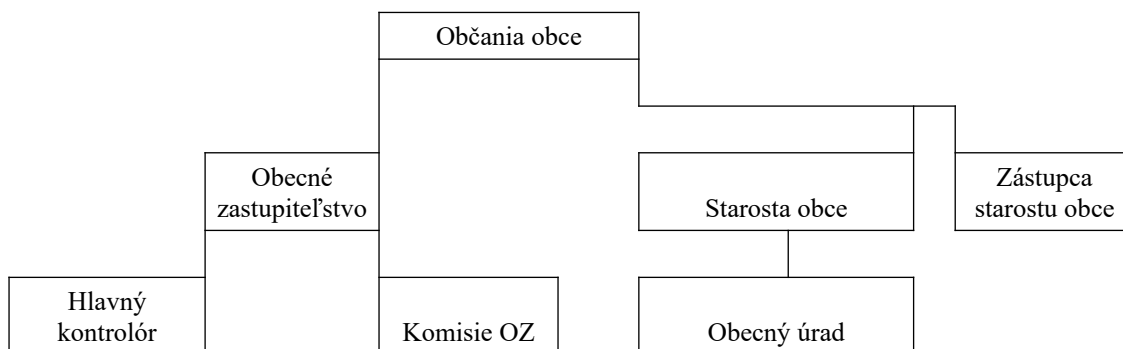 Občania obce
Obecné
zastupiteľstvo
Starosta obce
Zástupca
starostu obce
Hlavný
kontrolór
Komisie OZ
Obecný úrad